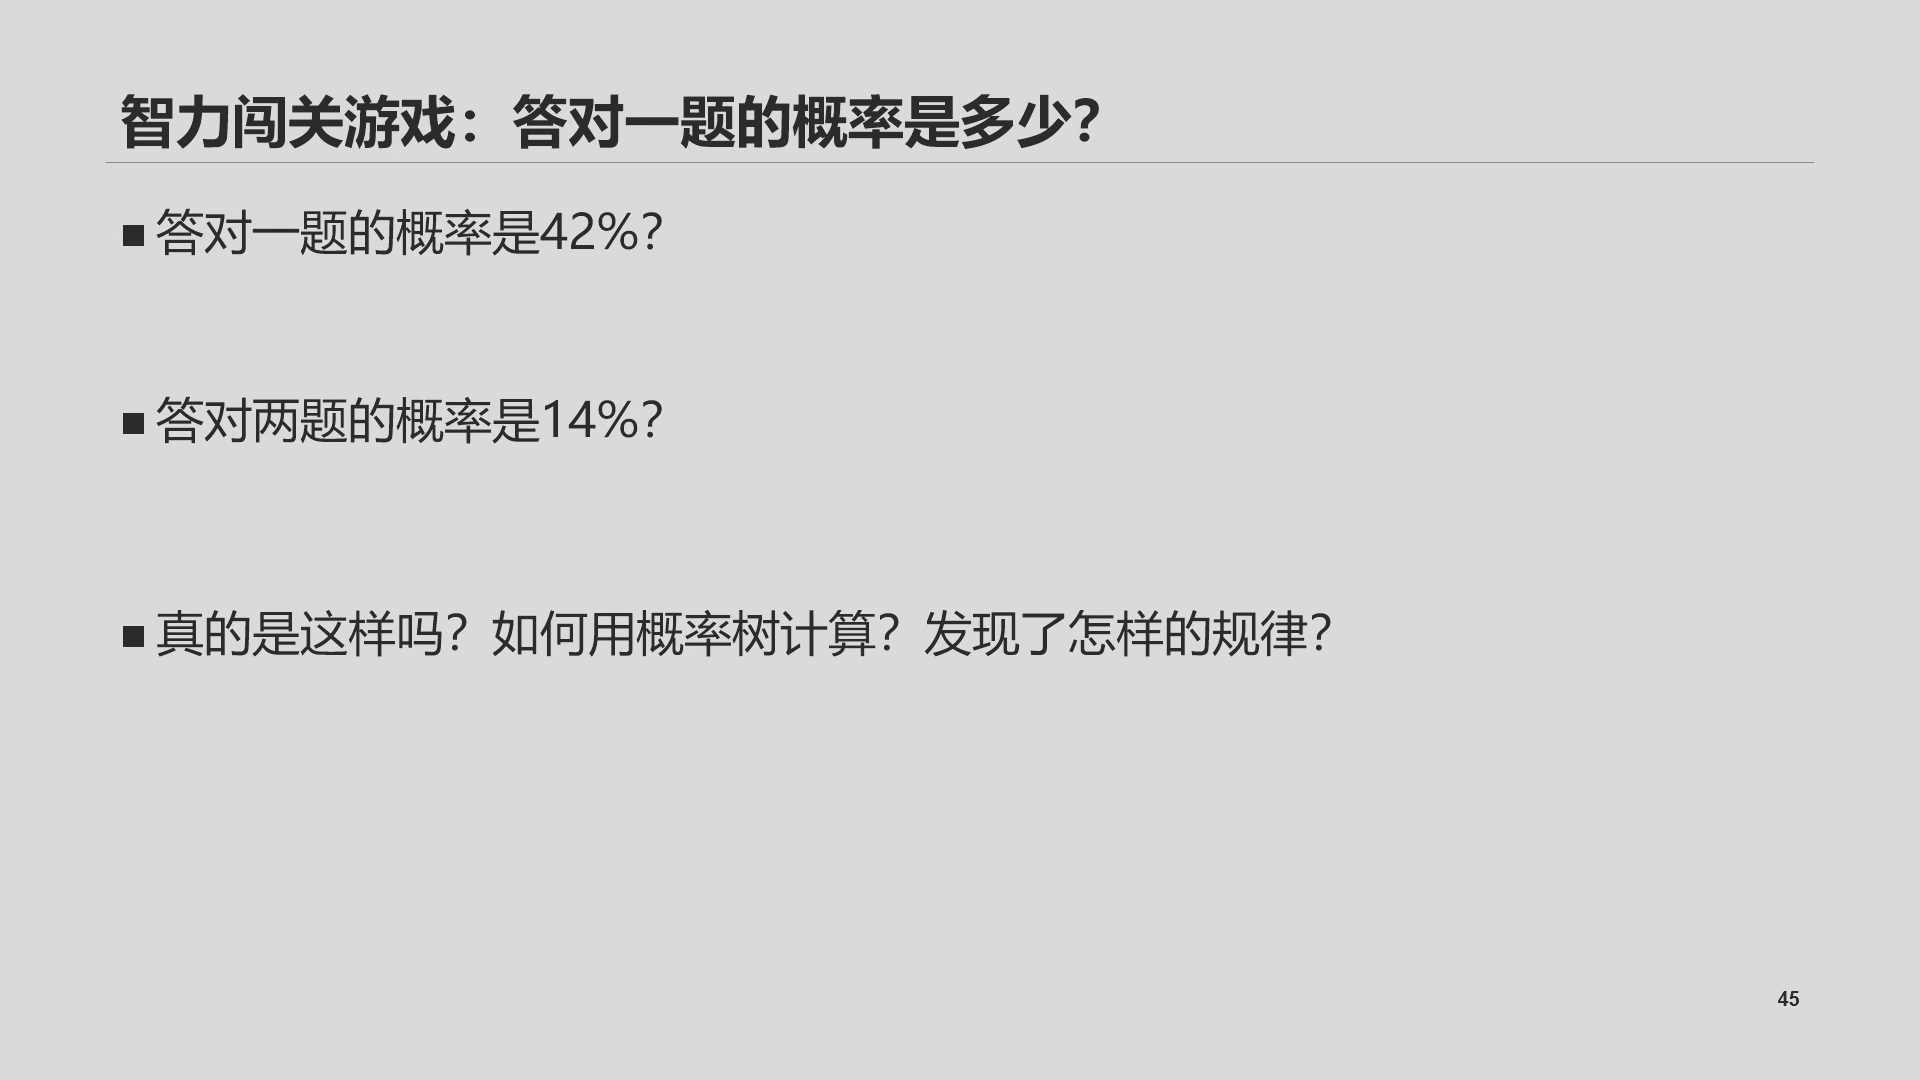 智力闯关游戏：答对一题的概率是多少？
■ 答对一题的概率是42%？
■ 答对两题的概率是14%？
■ 真的是这样吗？如何用概率树计算？发现了怎样的规律？
45